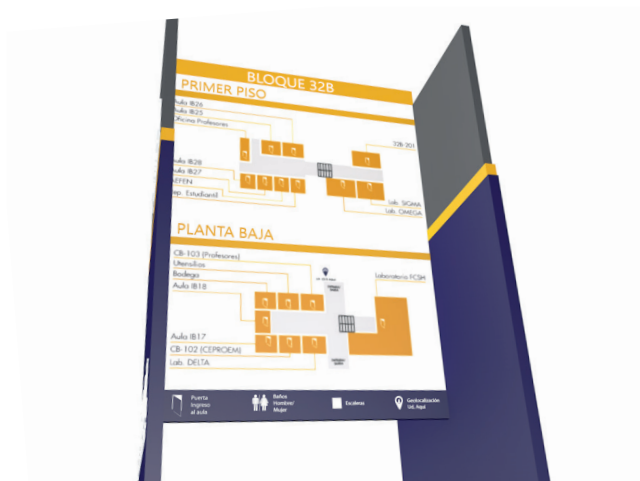 BLOQUE 32B
PRIMER PISO
Aula IB26
Aula IB25
Oficina Profesores
32B-201
Aula IB28
Aula IB27
AEFEN
Rep. Estudiantil
Lab. SIGMA
Lab. OMEGA
PLANTA BAJA
CB-103 (Profesores)
Utensilios
Bodega
Aula IB18
Laboratorio FCSH
Aula IB17
CB-102 (CEPROEM)
Lab. DELTA
Puerta
Ingreso
al aula
Baños
Hombre/
Mujer
Escaleras
Geolocalización
Ud. Aquí